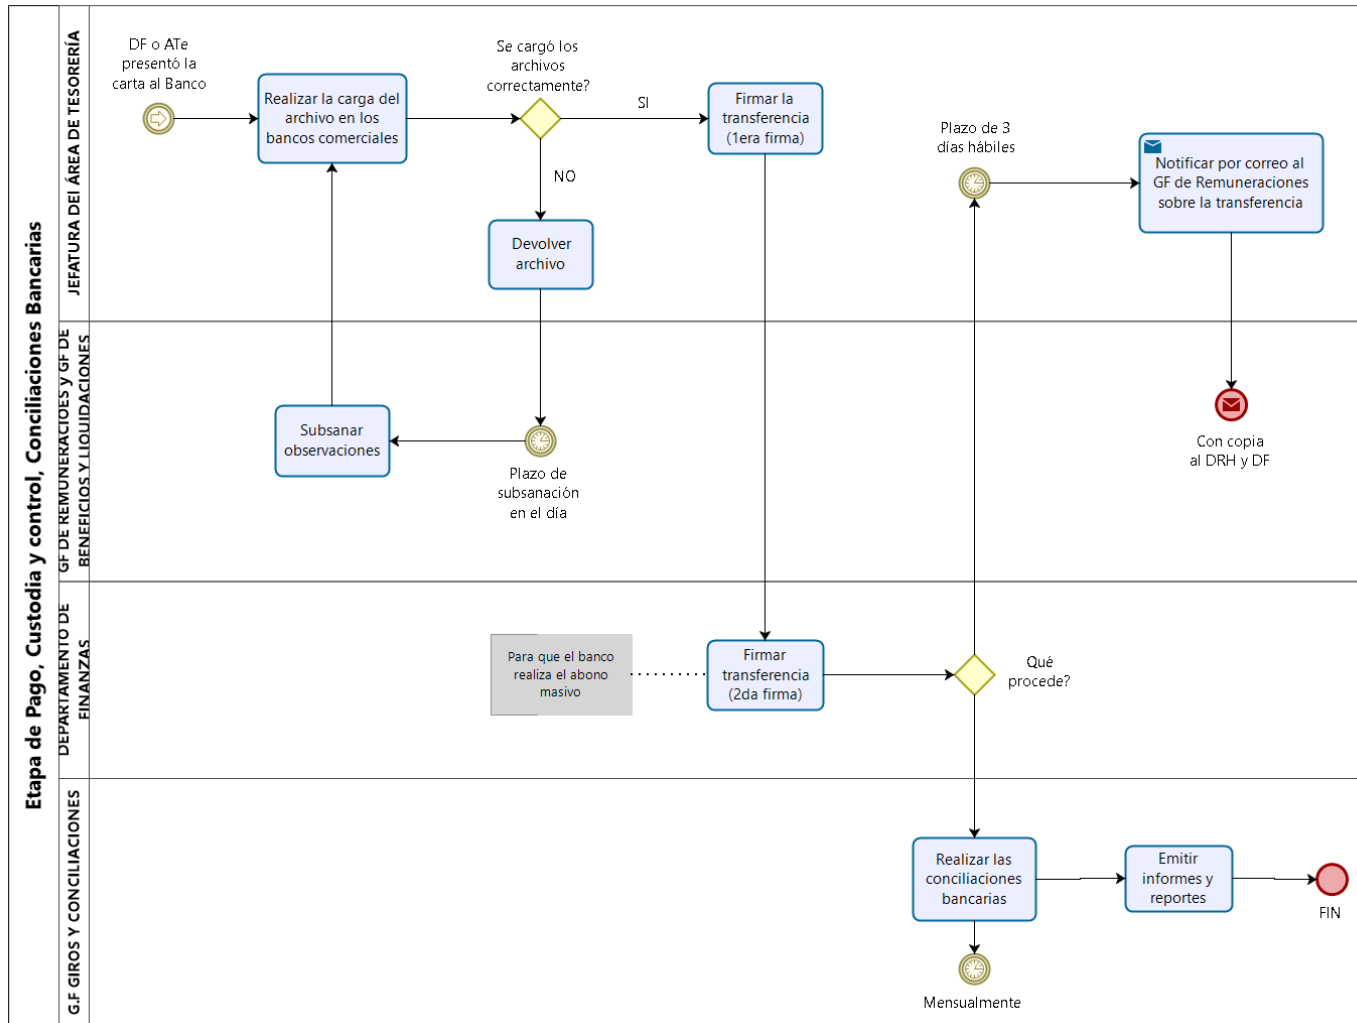 Etapa de Pago, Custodia y control, Conciliaciones Bancarias
JEFATURA DEl ÁREA DE TESORERÍA
DF o ATe
presentó la
carta al Banco
Realizar la carga del
archivo en los
bancos comerciales
Se cargó los
archivos
correctamente?
SI
NO
Firmar la
transferencia
(1era firma)
Devolver
archivo
Plazo de 3
días hábiles
Notificar por correo al
GF de Remuneraciones
sobre la transferencia
GF DE REMUNERACIOES y GF DE
BENEFICIOS Y LIQUIDACIONES
Subsanar
observaciones
Plazo de
subsanación
en el día
Con copia
al DRH y DF
DEPARTAMENTO DE
FINANZAS
Para que el banco
realiza el abono
masivo
Firmar
transferencia
(2da firma)
Qué
procede?
G.F GIROS Y CONCILIACIONES
Realizar las
conciliaciones
bancarias
Emitir
informes y
reportes
FIN
Mensualmente